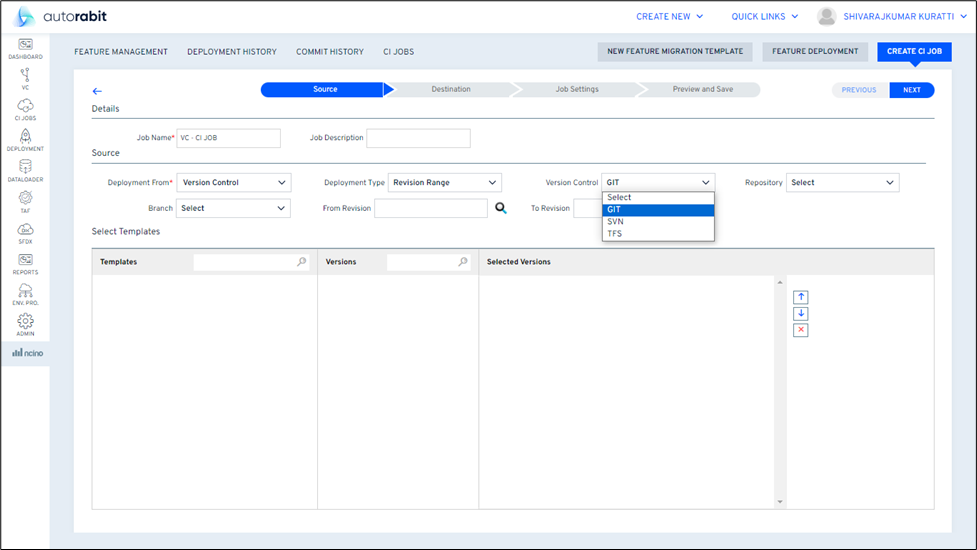 autorabit
CREATE NEW QUICK LINKS SHIVARAJKUMAR KURATTI
DASHBOARD
VC
CI JOBS
DEPLOYMENT
DATALOADER
TAF
SFDX
REPORTS
ENV. PRO.
ADMIN
ncino
FEATURE MANAGEMENT DEPLOYMENT HISTORY COMMIT HISTORY CI JOBS NEW FEATURE MIGRATION TEMPLATE FEATURE DEPLOYMENT CREATE CI JOB
Source Destination Job Settings Preview and Save PREVIOUS NEXT
Details
Job Name* VC - CI JOB Job Description
Source
Deployment From* Version Control Deployment Type Revision Range Version Control GIT Repository Select
Select
GIT
SVN
TFS
Branch Select From Revision To Revision
Select Templates
Templates Versions Selected Versions